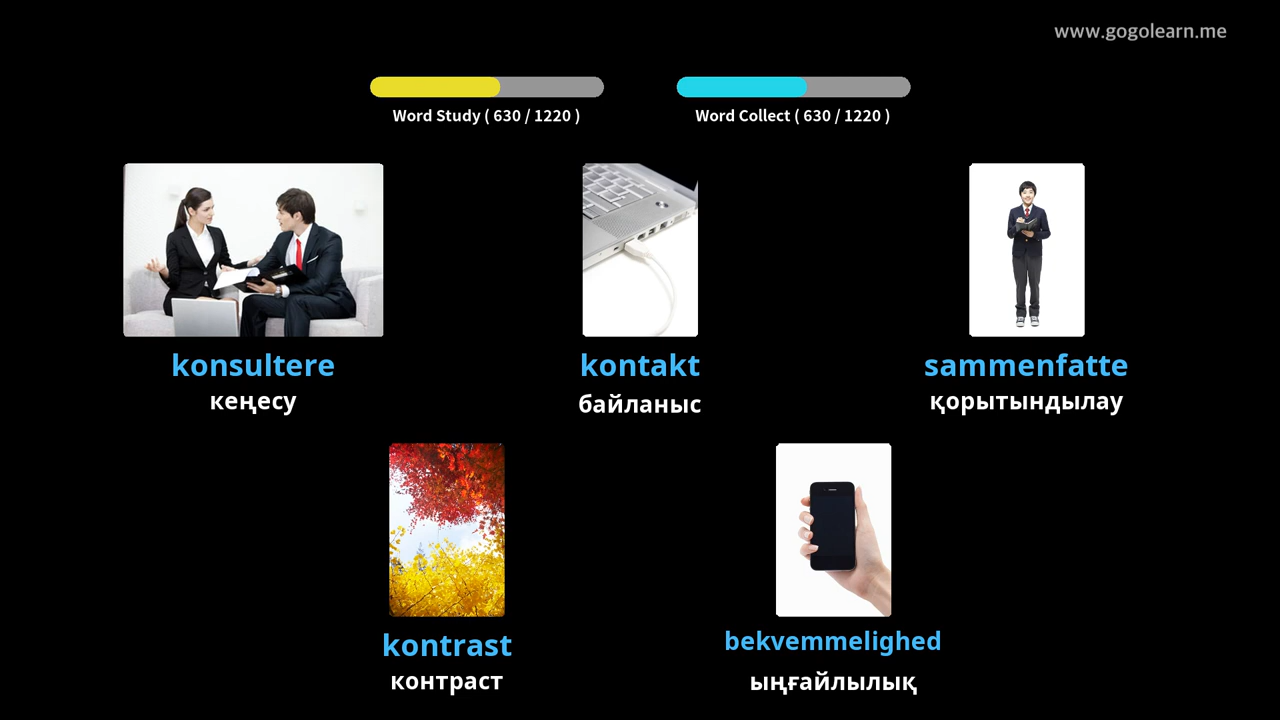 www.gogolearn.me
Word Study ( 630 / 1220 )
Word Collect ( 630 / 1220 )
konsultere
кеңесу
kontakt
байланыс
sammenfatte
қорытындылау
kontrast
контраст
bekvemmelighed
ыңғайлылық